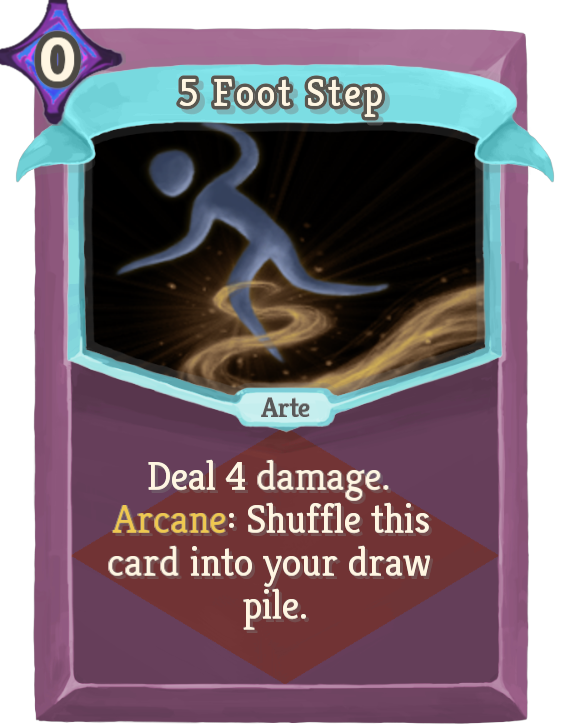 0
5 Foot Step
Arte
Deal 4 damage.
Arcane: Shuffle this
card into your draw
pile.